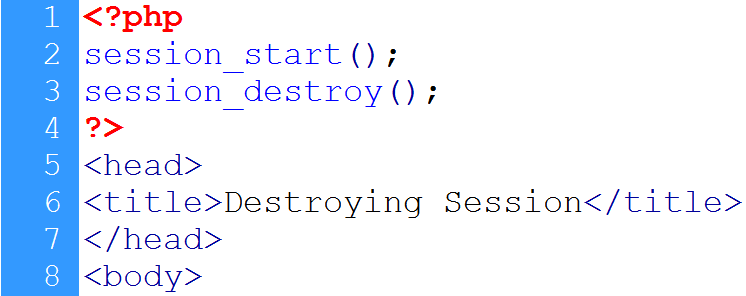 1 <?php
2 session_start();
3 session_destroy();
4 ?>
5 <head>
6 <title>Destroying Session</title>
7 </head>
8 <body>